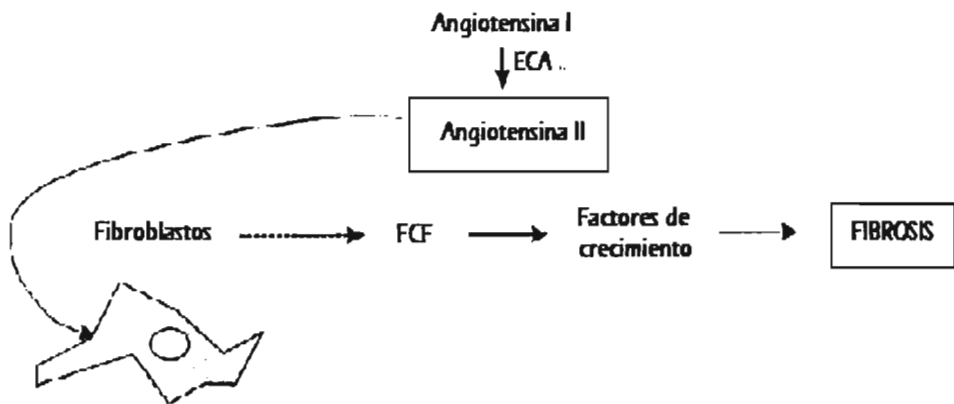 Angiotensina I
ECA ..
Angiotensina II
Fibroblastos
FCF
Factores de
crecimiento
FIBROSIS